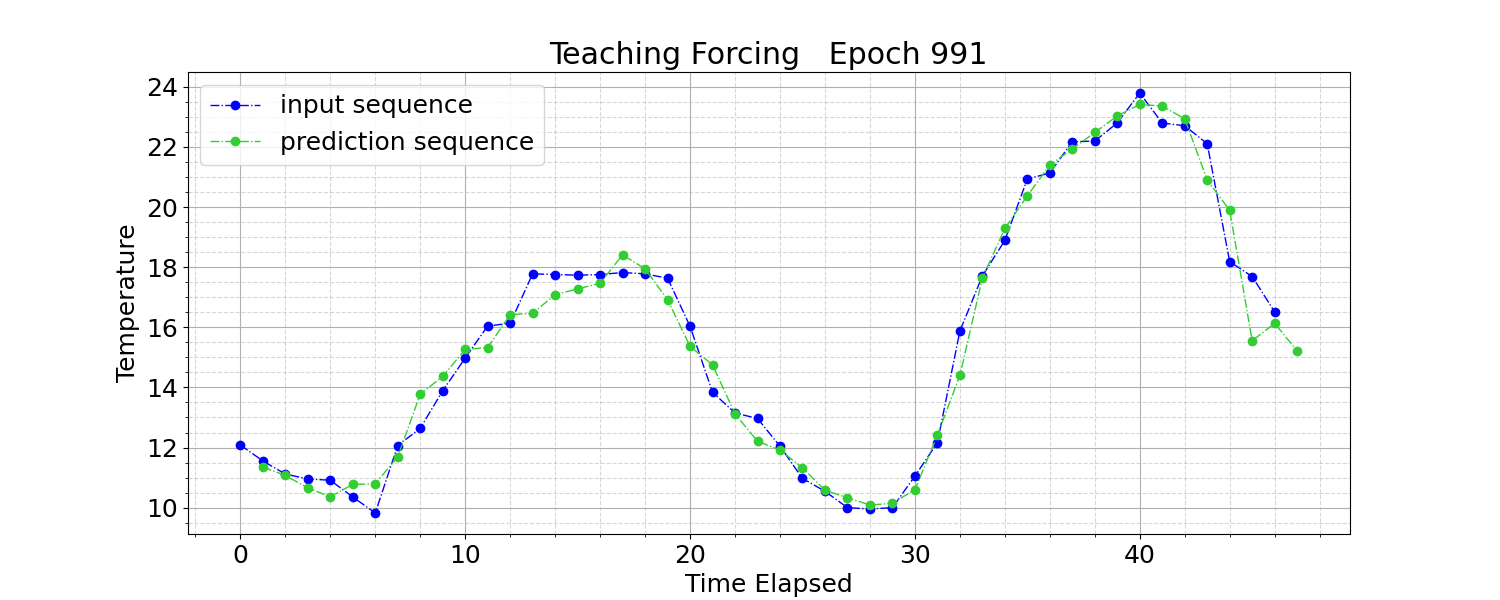 Teaching Forcing   Epoch 991
input sequence
prediction sequence
Temperature
24
22
20
18
16
14
12
10
0 10 20 30 40
Time Elapsed